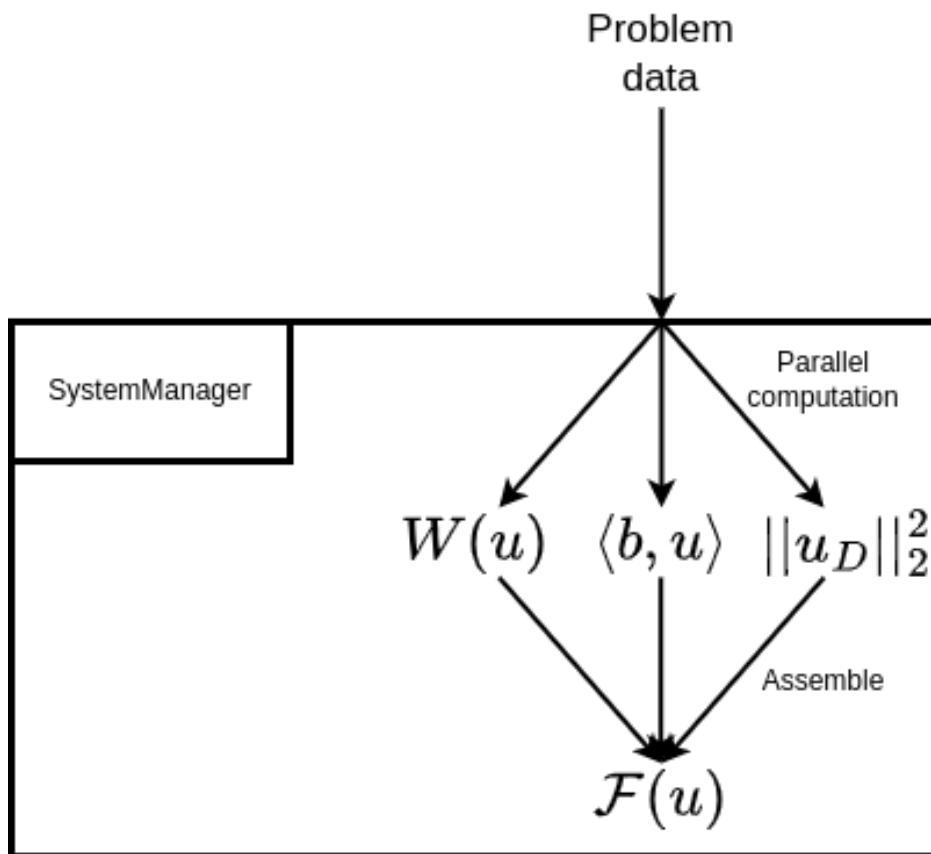 Problem
data
SystemManager
Parallel
computation
W(u) ⟨b, u⟩ ||u_D||_2^2
Assemble
ℱ(u)